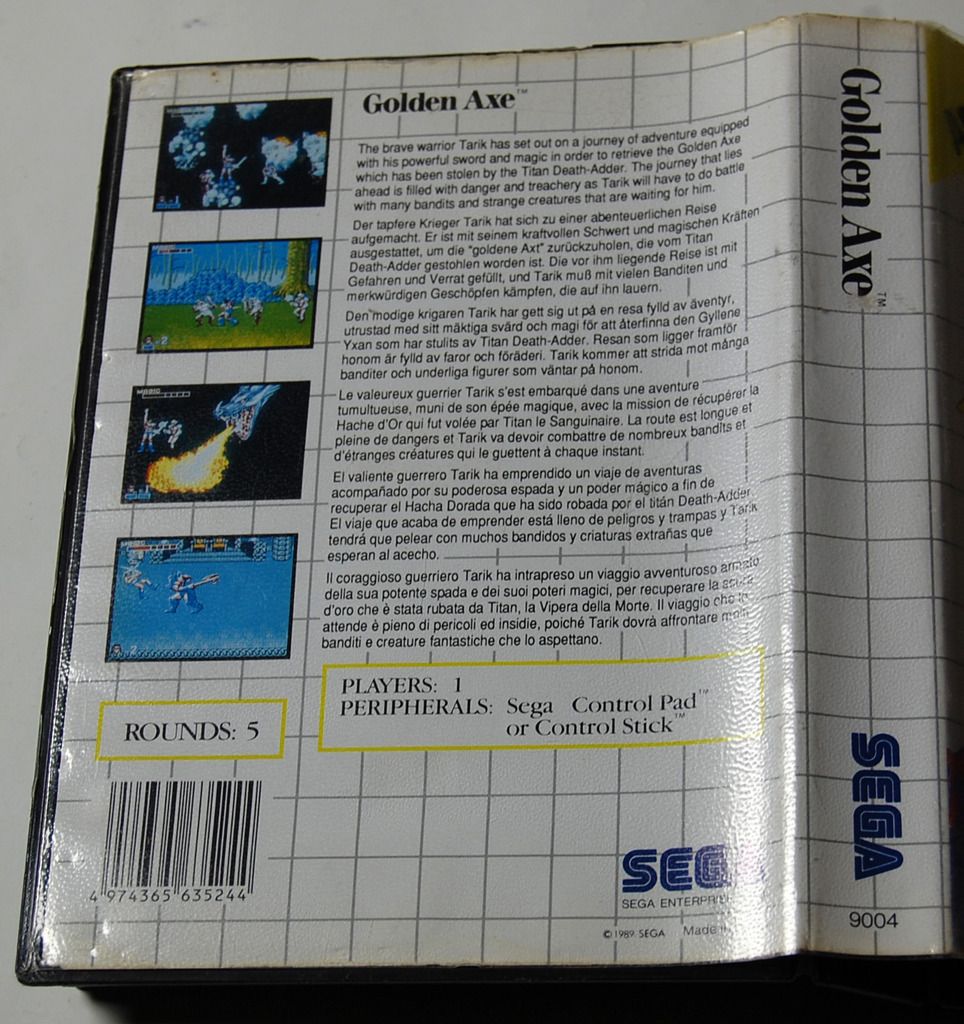 Golden Axe™
The brave warrior Tarik has set out on a journey of adventure equipped
with his powerful sword and magic in order to retrieve the Golden Axe
which has been stolen by the Titan Death-Adder. The journey that lies
ahead is filled with danger and treachery as Tarik will have to do battle
with many bandits and strange creatures that are waiting for him.
Der tapfere Krieger Tarik hat sich zu einer abenteuerlichen Reise
aufgemacht. Er ist mit seinem kraftvollen Schwert und magischen Kräften
ausgestattet, um die "goldene Axt" zurückzuholen, die vom Titan
Death-Adder gestohlen worden ist. Die vor ihm liegende Reise ist mit
Gefahren und Verrat gefüllt, und Tarik muß mit vielen Banditen und
merkwürdigen Geschöpfen kämpfen, die auf ihn lauern.
Den modige krigaren Tarik har gett sig ut på en resa fylld av äventyr,
utrustad med sitt mäktiga svärd och magi för att återfinna den Gyllene
Yxan som har stulits av Titan Death-Adder. Resan som ligger framför
honom är fylld av faror och föräderi. Tarik kommer att strida mot många
banditer och underliga figurer som väntar på honom.
Le valeureux guerrier Tarik s'est embarqué dans une aventure
tumultueuse, muni de son épée magique, avec la mission de récupérer la
Hache d'Or qui fut volée par Titan le Sanguinaire. La route est longue et
pleine de dangers et Tarik va devoir combattre de nombreux bandits et
d'étranges créatures qui le guettent à chaque instant.
El valiente guerrero Tarik ha emprendido un viaje de aventuras
acompañado por su poderosa espada y un poder mágico a fin de
recuperar el Hacha Dorada que ha sido robada por el titán Death-Adder.
El viaje que acaba de emprender está lleno de peligros y trampas y Tarik
tendrá que pelear con muchos bandidos y criaturas extrañas que
esperan al acecho.
Il coraggioso guerriero Tarik ha intrapreso un viaggio avventuroso armato
della sua potente spada e dei suoi poteri magici, per recuperare la scura
d'oro che è stata rubata da Titan, la Vipera della Morte. Il viaggio che lo
attende è pieno di pericoli ed insidie, poiché Tarik dovrà affrontare molti
banditi e creature fantastiche che lo aspettano.
PLAYERS: 1
PERIPHERALS: Sega Control Pad™
or Control Stick™
ROUNDS: 5
4 974365 635244
SEGA
SEGA
© 1989 SEGA Made
Golden Axe™
SEGA
9004
MAGIC